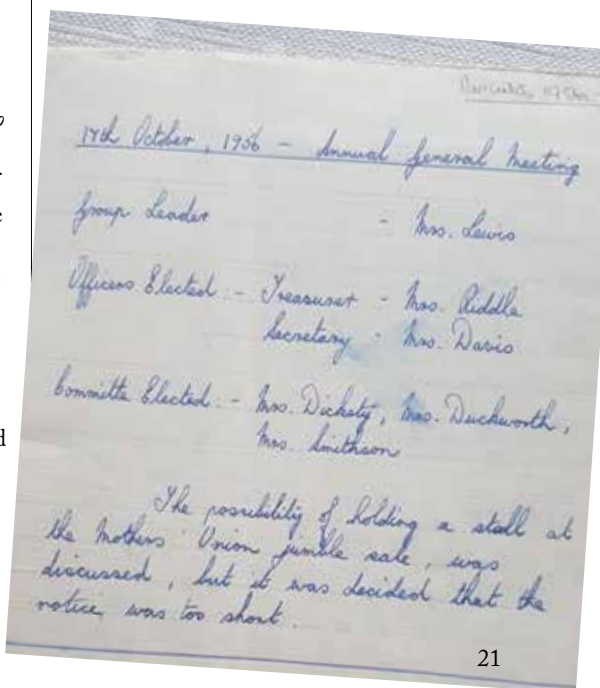 17th October, 1956 - Annual General Meeting
Group Leader - Mrs. Lewis
Officers Elected :- Treasurer - Mrs. Riddle
Secretary - Mrs. Davis
Committe Elected :- Mrs. Dickety, Mrs. Duckworth,
Mrs. Smithson
The possibility of holding a stall at
the Mothers' Union jumble sale, was
discussed, but it was decided that the
notice was too short.
21